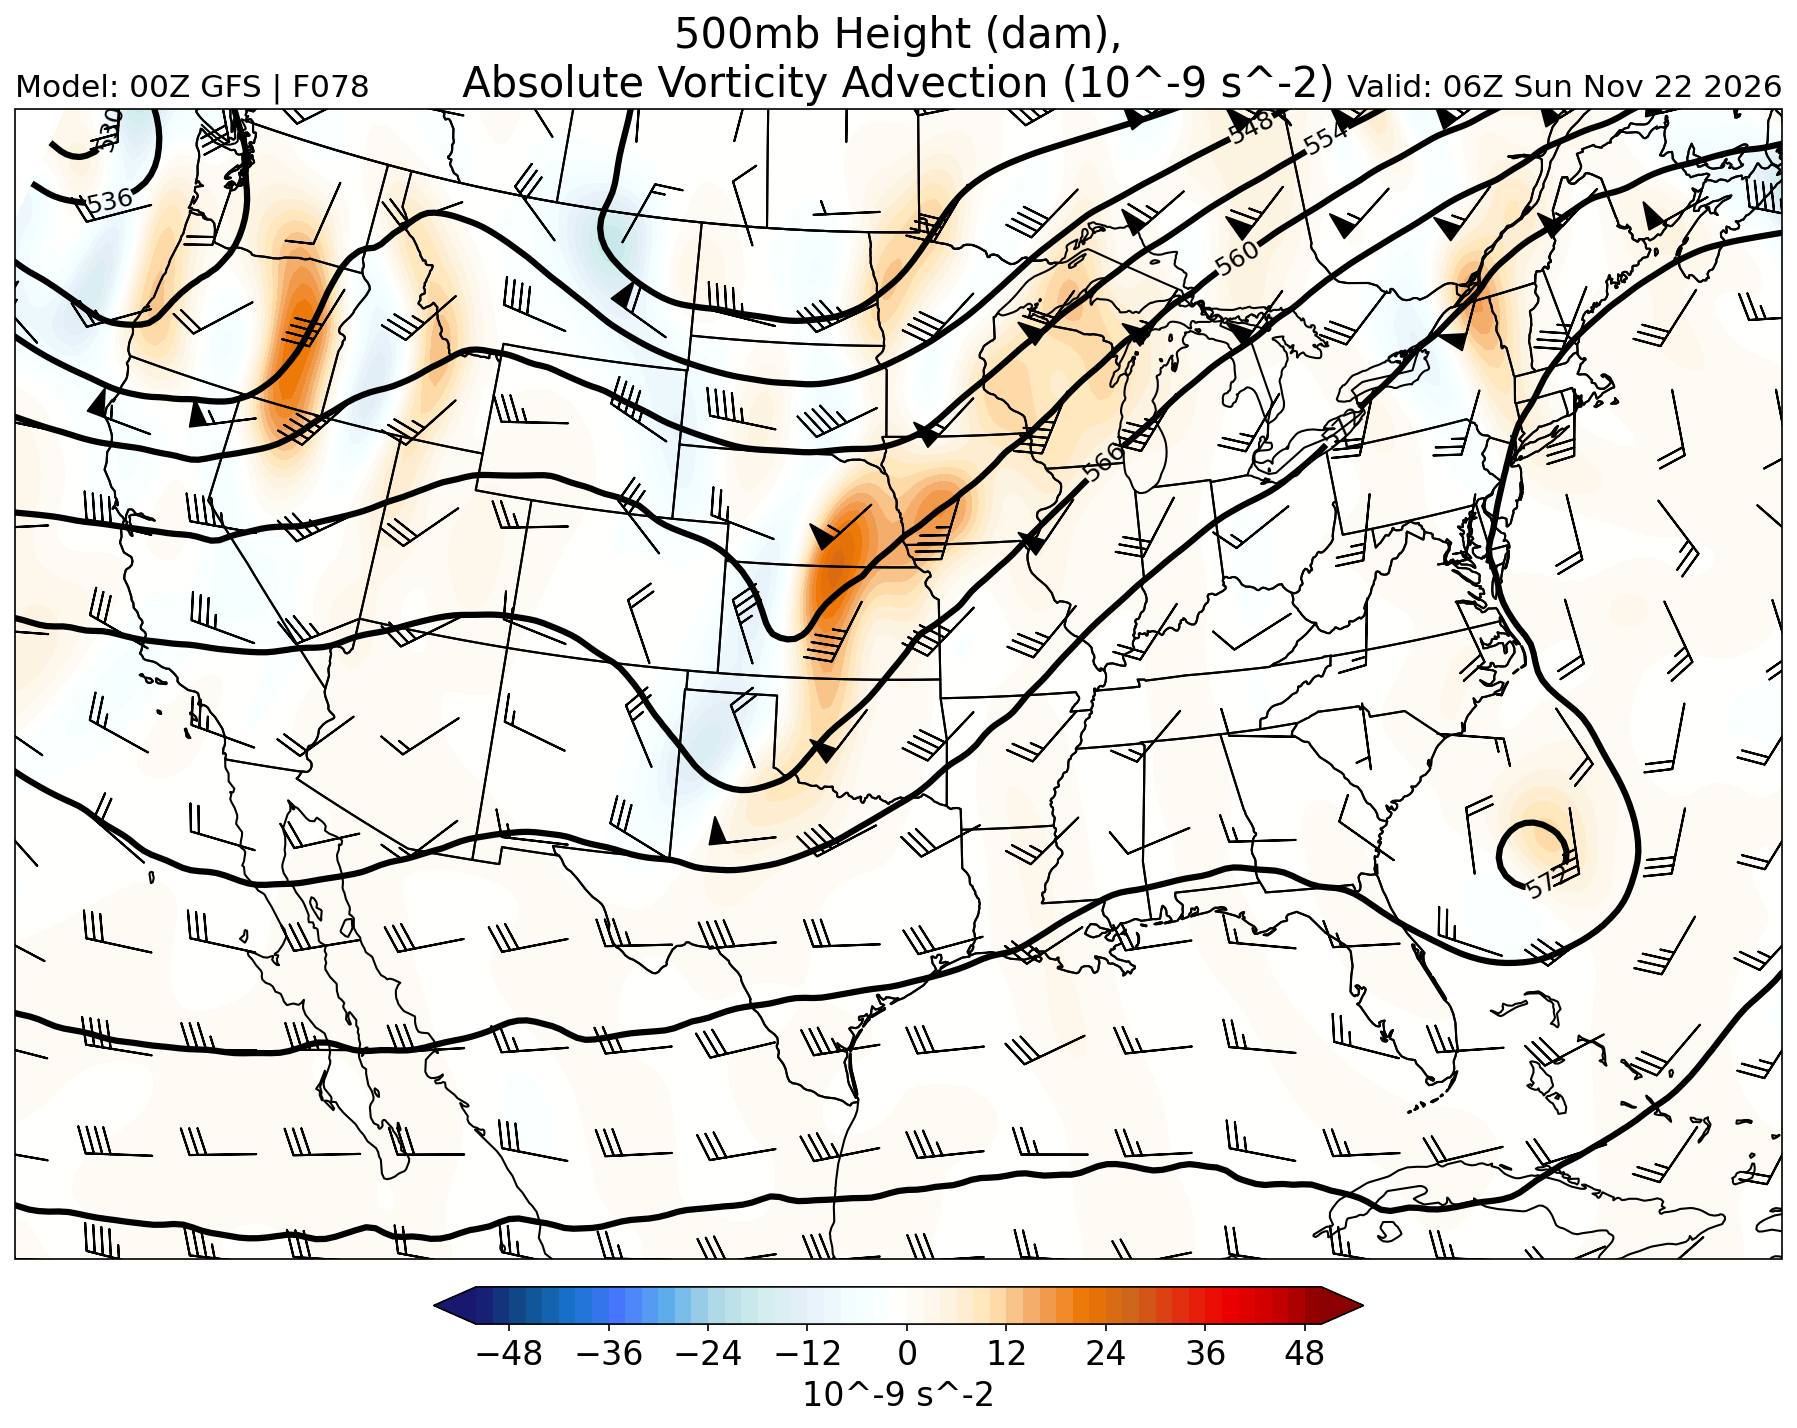 500mb Height (dam),
Model: 00Z GFS | F078
Absolute Vorticity Advection (10^-9 s^-2)
Valid: 06Z Sun Nov 22 2026
536
548
554
560
566
572
−48 −36 −24 −12 0 12 24 36 48
10^-9 s^-2